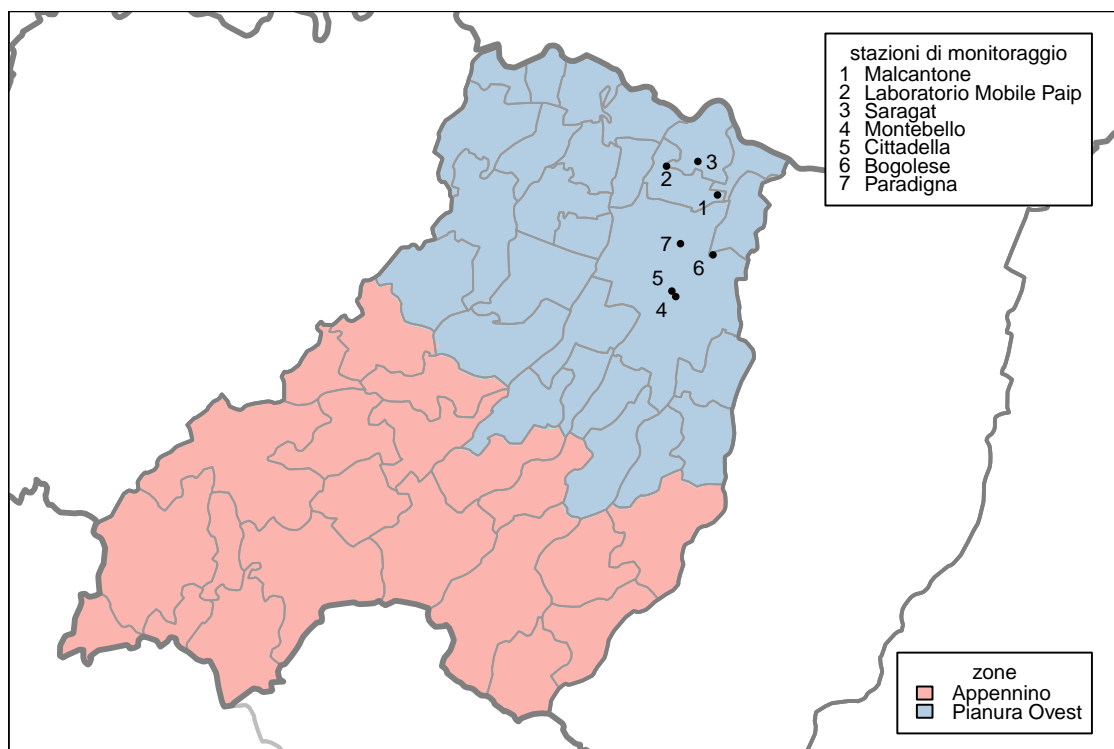 stazioni di monitoraggio
1 Malcantone
2 Laboratorio Mobile Paip
3 Saragat
4 Montebello
5 Cittadella
6 Bogolese
7 Paradigna
2
3
1
7
6
5
4
zone
Appennino
Pianura Ovest